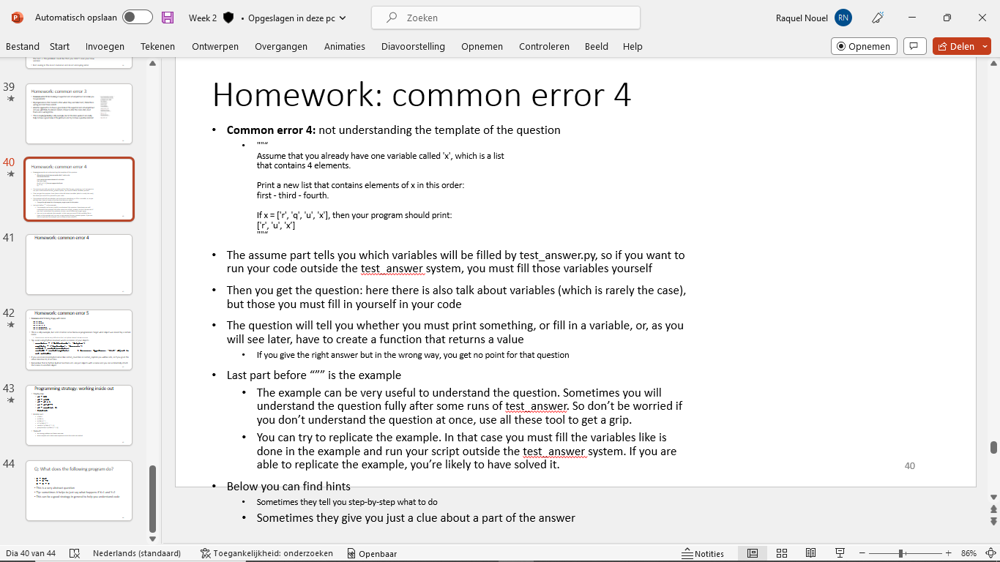 Automatisch opslaan
Week 2
• Opgeslagen in deze pc
Zoeken
Raquel Nouel
RN
Bestand Start Invoegen Tekenen Ontwerpen Overgangen Animaties Diavoorstelling Opnemen Controleren Beeld Help
Opnemen
Delen
39
Homework: common error 3
40
Homework: common error 4
41
Homework: common error 4
42
Homework: common error 5
43
Programming strategy: working inside out
44
Q: What does the following program do?
• This is a very abstract question
Homework: common error 4
• Common error 4: not understanding the template of the question
• """
Assume that you already have one variable called 'x', which is a list
that contains 4 elements.
Print a new list that contains elements of x in this order:
first - third - fourth.
If x = ['r', 'q', 'u', 'x'], then your program should print:
['r', 'u', 'x']
"""
• The assume part tells you which variables will be filled by test_answer.py, so if you want to
run your code outside the test_answer system, you must fill those variables yourself
• Then you get the question: here there is also talk about variables (which is rarely the case),
but those you must fill in yourself in your code
• The question will tell you whether you must print something, or fill in a variable, or, as you
will see later, have to create a function that returns a value
• If you give the right answer but in the wrong way, you get no point for that question
• Last part before “”” is the example
• The example can be very useful to understand the question. Sometimes you will
understand the question fully after some runs of test_answer. So don’t be worried if
you don’t understand the question at once, use all these tool to get a grip.
• You can try to replicate the example. In that case you must fill the variables like is
done in the example and run your script outside the test_answer system. If you are
able to replicate the example, you’re likely to have solved it.
40
• Below you can find hints
• Sometimes they tell you step-by-step what to do
• Sometimes they give you just a clue about a part of the answer
Dia 40 van 44
Nederlands (standaard)
Toegankelijkheid: onderzoeken
Openbaar
Notities
86%